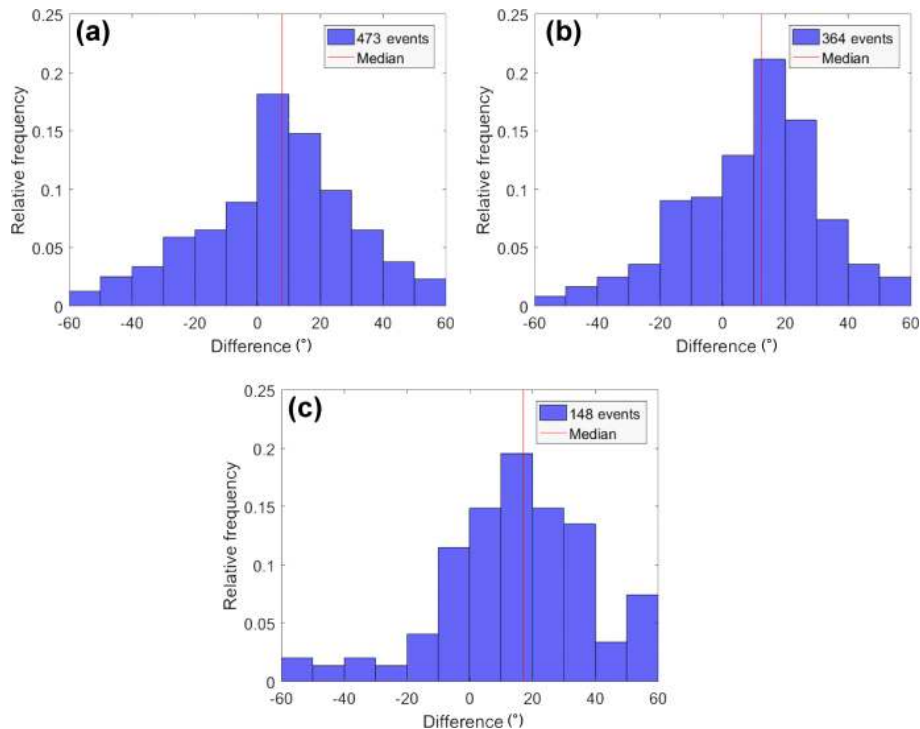 (a)
473 events
Median
0.25
0.2
0.15
0.1
0.05
0
Relative frequency
-60 -40 -20 0 20 40 60
Difference (°)
(b)
364 events
Median
0.25
0.2
0.15
0.1
0.05
0
Relative frequency
-60 -40 -20 0 20 40 60
Difference (°)
(c)
148 events
Median
0.25
0.2
0.15
0.1
0.05
0
Relative frequency
-60 -40 -20 0 20 40 60
Difference (°)